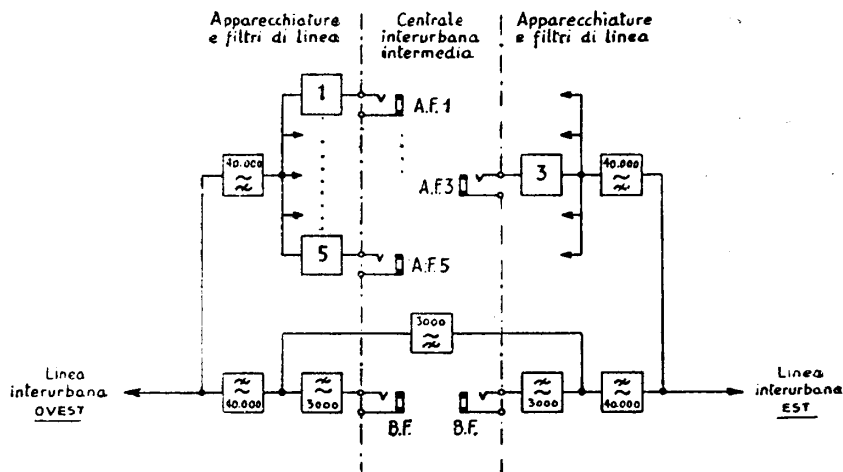 Apparecchiature
e filtri di linea
Centrale
interurbana
intermedia
Apparecchiature
e filtri di linea
1
A.F. 1
40.000
A.F.3
3
40.000
5
A.F. 5
3000
Linea
interurbana
OVEST
40.000
3000
B.F.
B.F.
3000
40.000
Linea
interurbana
EST